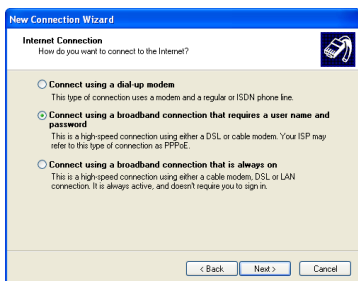 New Connection Wizard
Internet Connection
How do you want to connect to the Internet?
Connect using a dial-up modem
This type of connection uses a modem and a regular or ISDN phone line.
Connect using a broadband connection that requires a user name and
password
This is a high-speed connection using either a DSL or cable modem. Your ISP may
refer to this type of connection as PPPoE.
Connect using a broadband connection that is always on
This is a high-speed connection using either a cable modem, DSL or LAN
connection. It is always active, and doesn't require you to sign in.
< Back
Next >
Cancel